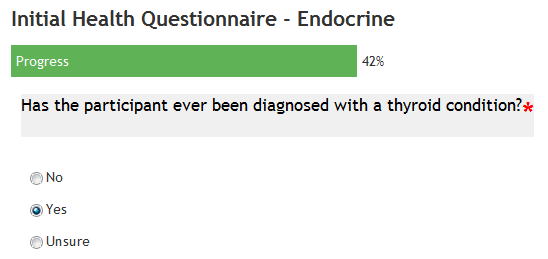 Initial Health Questionnaire - Endocrine
Progress 42%
Has the participant ever been diagnosed with a thyroid condition?*
No
Yes
Unsure